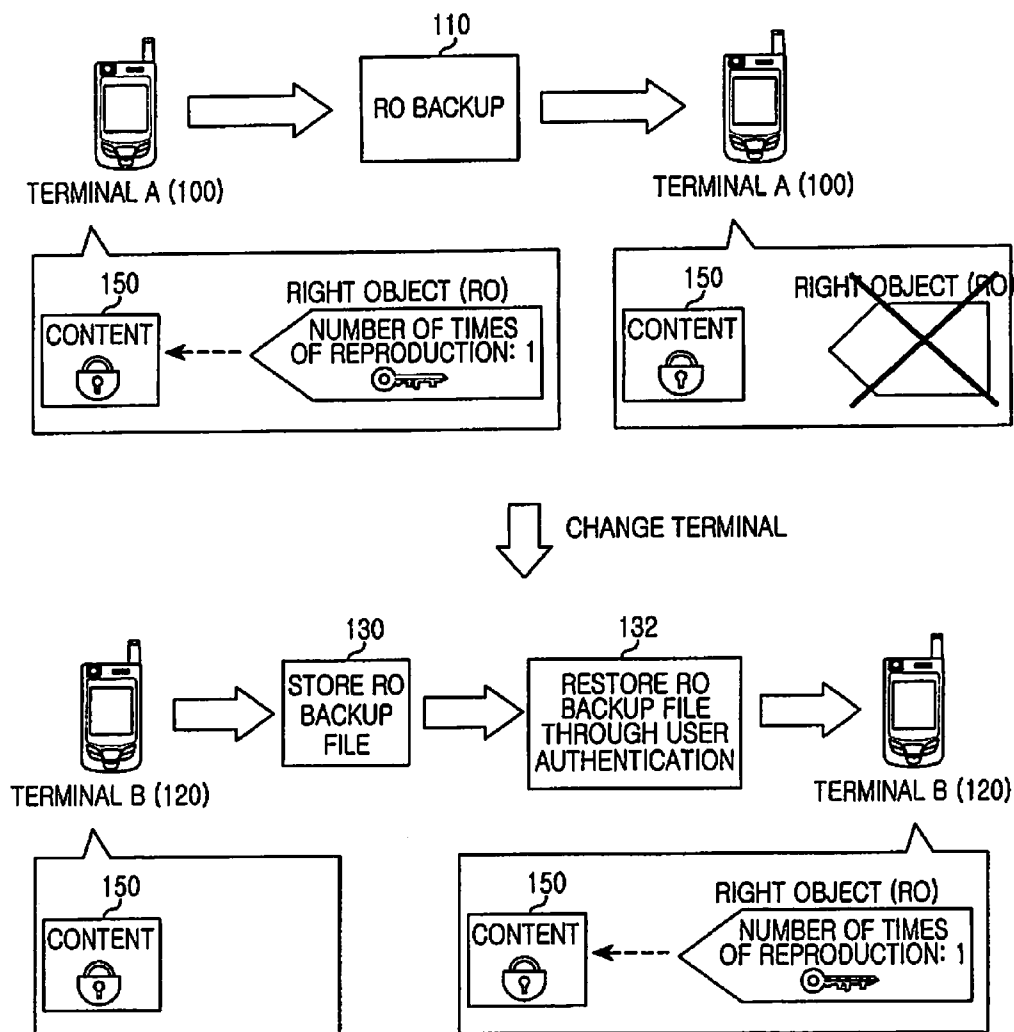 110
RO BACKUP
TERMINAL A (100)
TERMINAL A (100)
150
CONTENT
RIGHT OBJECT (RO)
NUMBER OF TIMES
OF REPRODUCTION: 1
150
CONTENT
RIGHT OBJECT (RO)
CHANGE TERMINAL
130
STORE RO
BACKUP
FILE
132
RESTORE RO
BACKUP FILE
THROUGH USER
AUTHENTICATION
TERMINAL B (120)
TERMINAL B (120)
150
CONTENT
150
CONTENT
RIGHT OBJECT (RO)
NUMBER OF TIMES
OF REPRODUCTION: 1